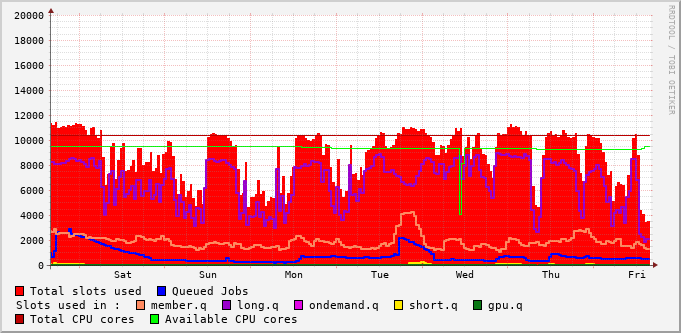 20000
18000
16000
14000
12000
10000
8000
6000
4000
2000
0
Sat Sun Mon Tue Wed Thu Fri
RRDTOOL / TOBI OETIKER
Total slots used Queued Jobs
Slots used in : member.q long.q ondemand.q short.q gpu.q
Total CPU cores Available CPU cores